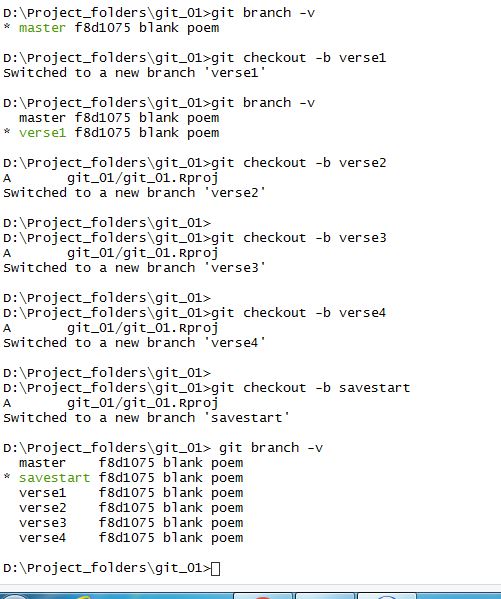 D:\Project_folders\git_01>git branch -v
* master f8d1075 blank poem
D:\Project_folders\git_01>git checkout -b verse1
Switched to a new branch 'verse1'
D:\Project_folders\git_01>git branch -v
  master f8d1075 blank poem
* verse1 f8d1075 blank poem
D:\Project_folders\git_01>git checkout -b verse2
A       git_01/git_01.Rproj
Switched to a new branch 'verse2'
D:\Project_folders\git_01>
D:\Project_folders\git_01>git checkout -b verse3
A       git_01/git_01.Rproj
Switched to a new branch 'verse3'
D:\Project_folders\git_01>
D:\Project_folders\git_01>git checkout -b verse4
A       git_01/git_01.Rproj
Switched to a new branch 'verse4'
D:\Project_folders\git_01>
D:\Project_folders\git_01>git checkout -b savestart
A       git_01/git_01.Rproj
Switched to a new branch 'savestart'
D:\Project_folders\git_01> git branch -v
  master    f8d1075 blank poem
* savestart f8d1075 blank poem
  verse1    f8d1075 blank poem
  verse2    f8d1075 blank poem
  verse3    f8d1075 blank poem
  verse4    f8d1075 blank poem
D:\Project_folders\git_01>